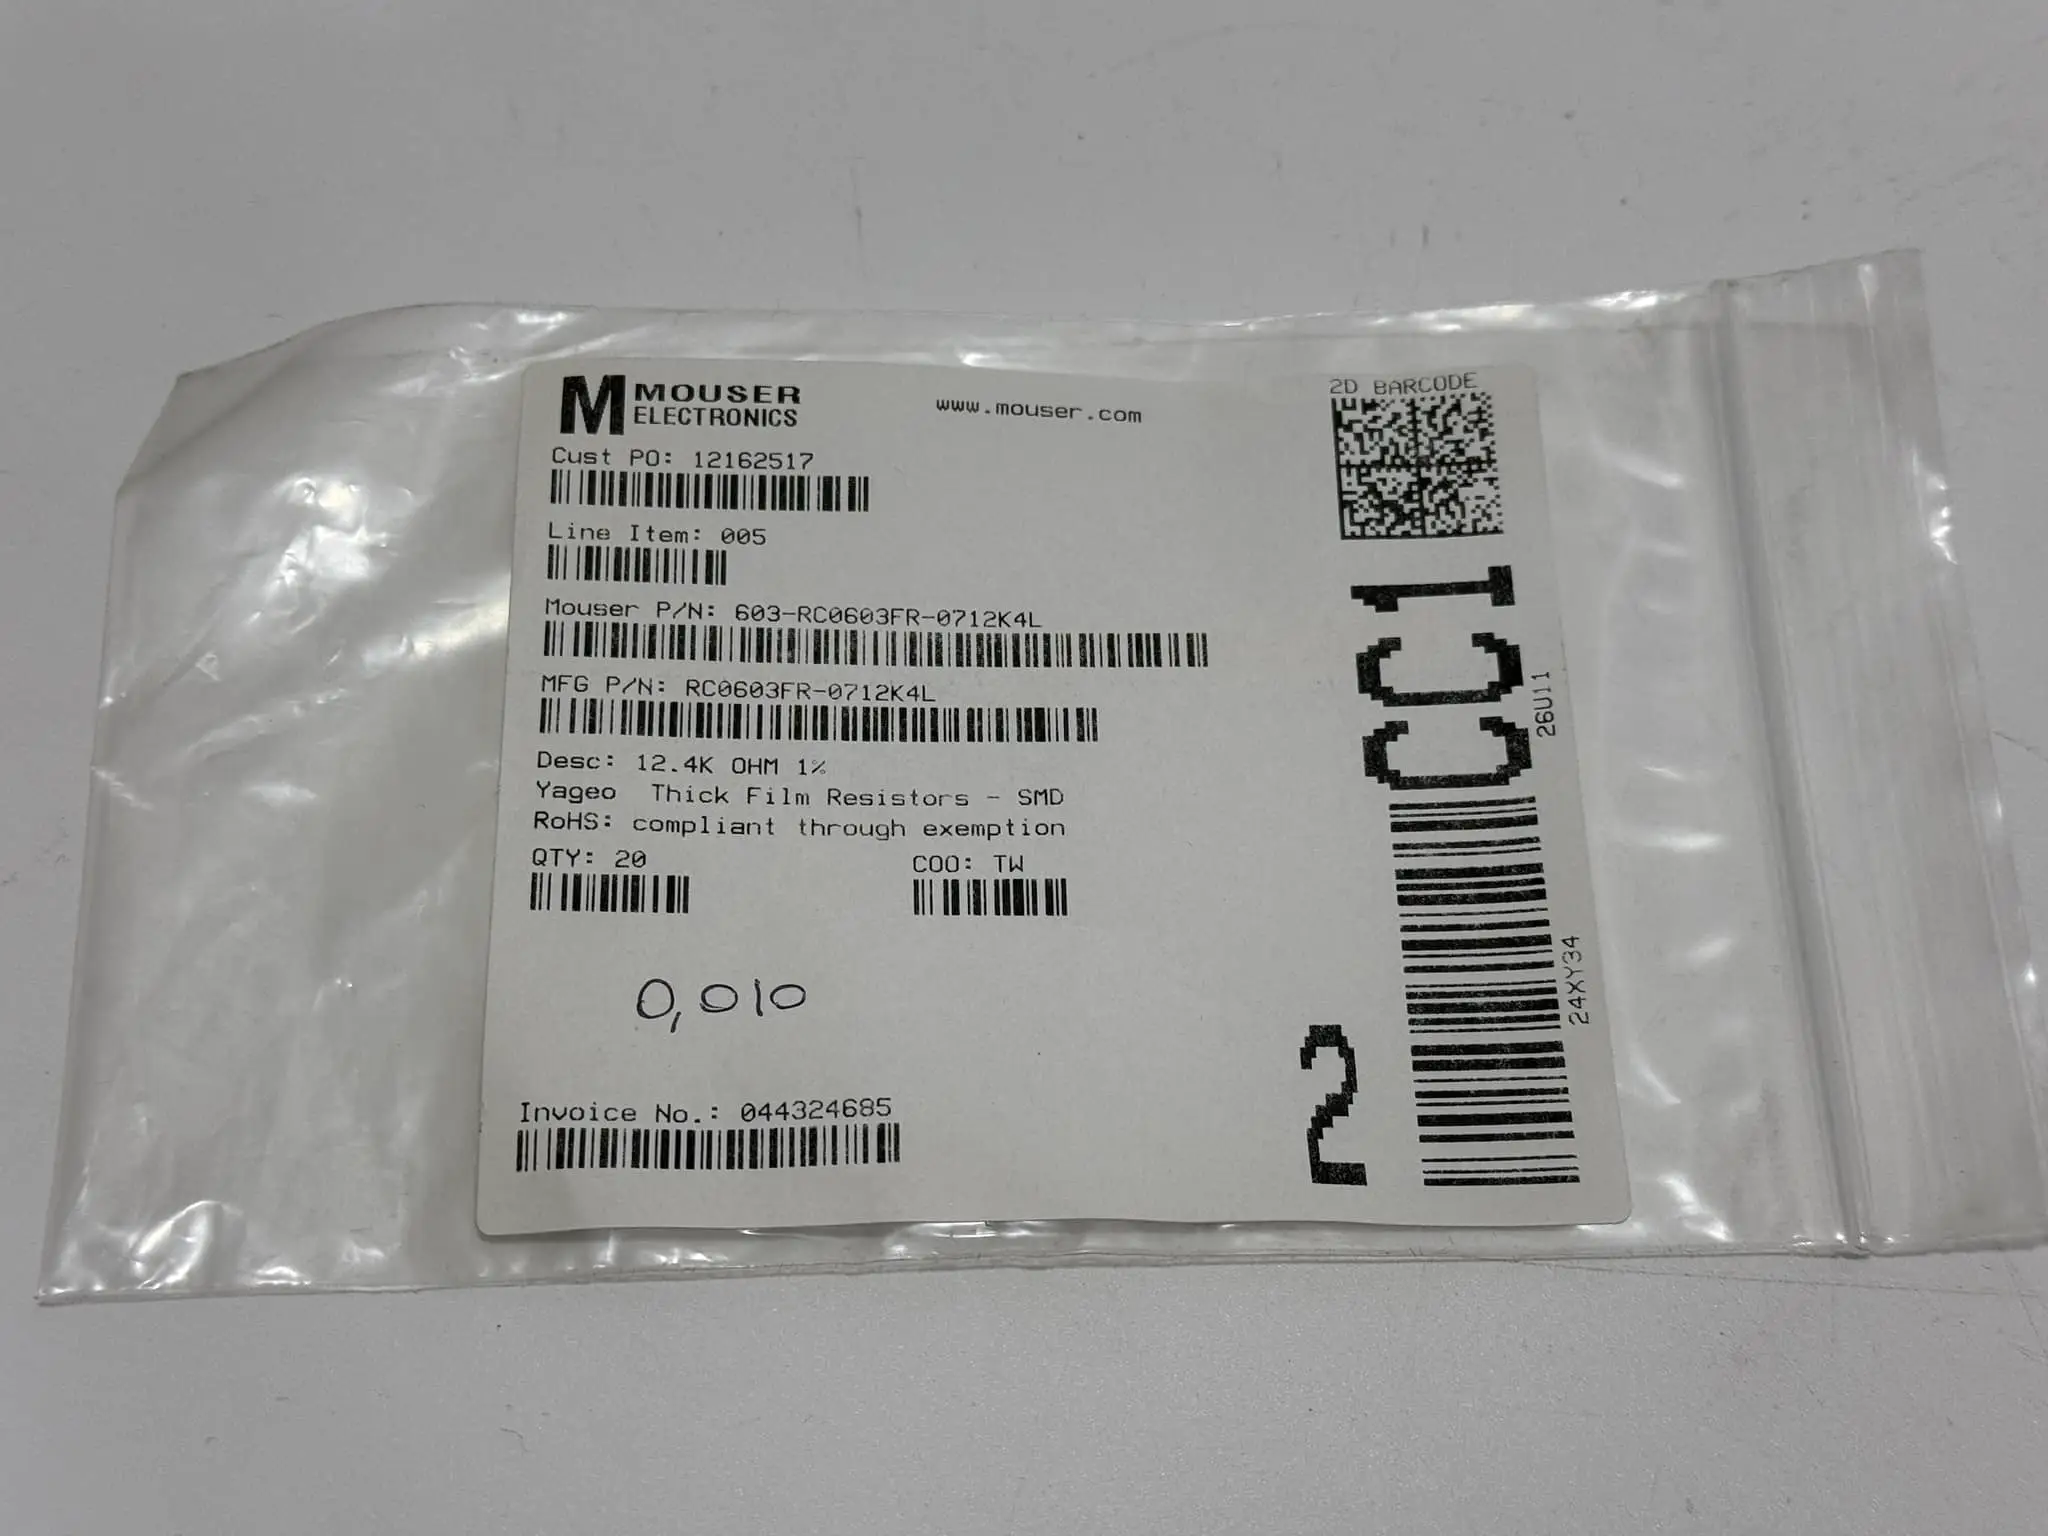 MOUSER
ELECTRONICS
www.mouser.com
2D BARCODE
Cust PO: 12162517
Line Item: 005
Mouser P/N: 603-RC0603FR-0712K4L
MFG P/N: RC0603FR-0712K4L
Desc: 12.4K OHM 1%
Yageo Thick Film Resistors - SMD
RoHS: compliant through exemption
QTY: 20
COO: TW
0,010
Invoice No.: 044324685
CC1
26U11
24XY34
2